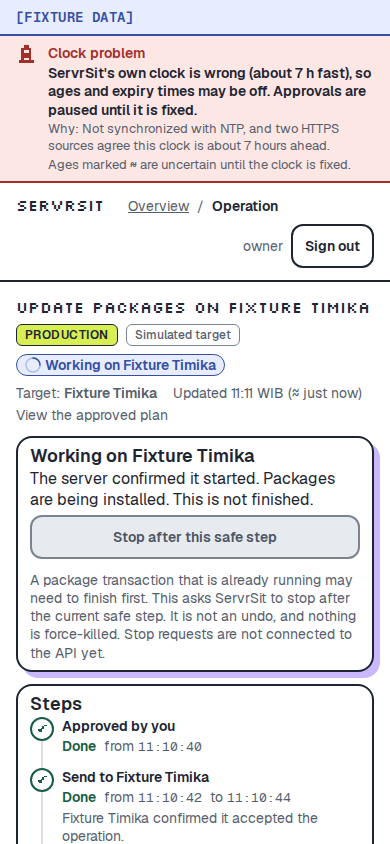 [FIXTURE DATA]
Clock problem
ServrSit's own clock is wrong (about 7 h fast), so
ages and expiry times may be off. Approvals are
paused until it is fixed.
Why: Not synchronized with NTP, and two HTTPS
sources agree this clock is about 7 hours ahead.
Ages marked ≈ are uncertain until the clock is fixed.
SERVRSIT Overview / Operation
owner Sign out
UPDATE PACKAGES ON FIXTURE TIMIKA
PRODUCTION Simulated target
Working on Fixture Timika
Target: Fixture Timika Updated 11:11 WIB (≈ just now)
View the approved plan
Working on Fixture Timika
The server confirmed it started. Packages
are being installed. This is not finished.
Stop after this safe step
A package transaction that is already running may
need to finish first. This asks ServrSit to stop after
the current safe step. It is not an undo, and nothing
is force-killed. Stop requests are not connected to
the API yet.
Steps
Approved by you
Done from 11:10:40
Send to Fixture Timika
Done from 11:10:42 to 11:10:44
Fixture Timika confirmed it accepted the
operation.